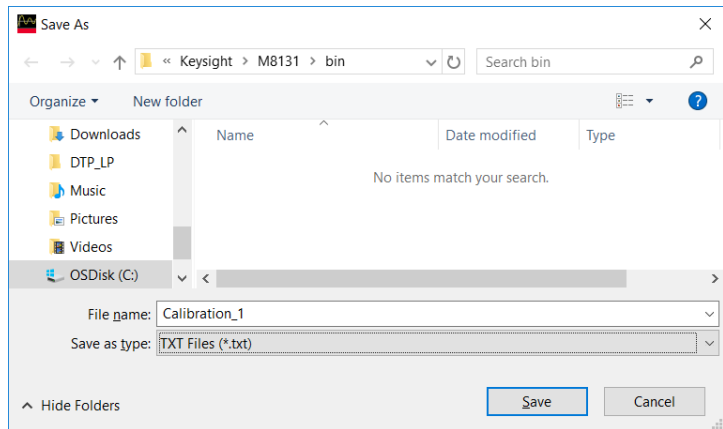 Save As
« Keysight > M8131 > bin
Search bin
Organize
New folder
?
Name
Date modified
Type
Downloads
DTP_LP
Music
Pictures
Videos
OSDisk (C:)
No items match your search.
File name: Calibration_1
Save as type: TXT Files (*.txt)
Hide Folders
Save
Cancel